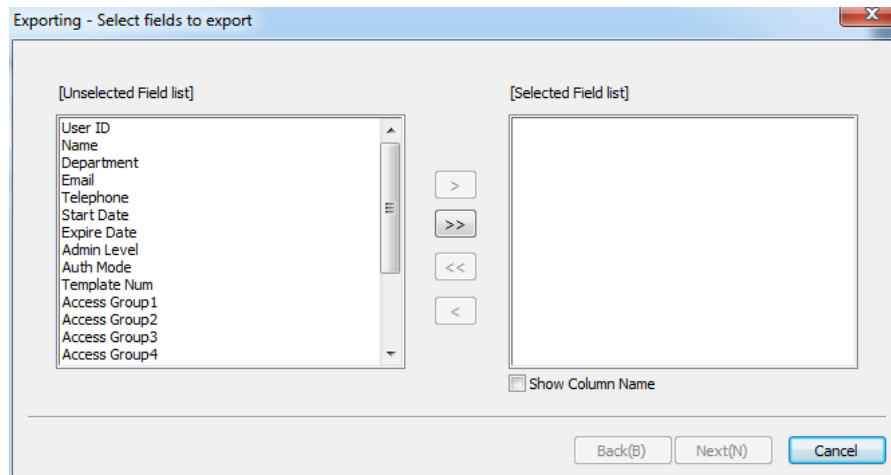 Exporting - Select fields to export
[Unselected Field list]
User ID
Name
Department
Email
Telephone
Start Date
Expire Date
Admin Level
Auth Mode
Template Num
Access Group1
Access Group2
Access Group3
Access Group4
>
>>
<<
<
[Selected Field list]
Show Column Name
Back(B) Next(N) Cancel